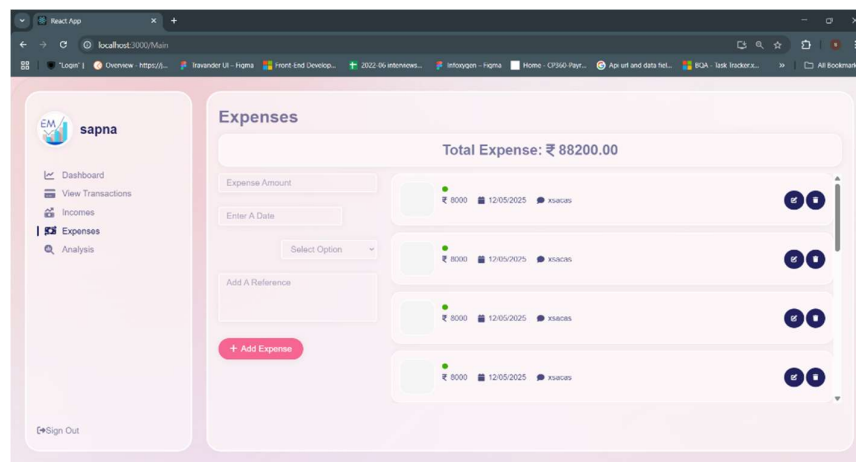 React App
localhost:3000/Main
"Login" |
Overview - https://j...
Travander UI – Figma
Front-End Develop...
2022-06 interviews...
Infoxygen – Figma
Home - CP360-Payr...
Api url and data fiel...
BQA - Task Tracker.x...
All Bookmark
EM
sapna
Dashboard
View Transactions
Incomes
Expenses
Analysis
Sign Out
Expenses
Total Expense: ₹ 88200.00
Expense Amount
Enter A Date
Select Option
Add A Reference
+ Add Expense
₹ 8000 12/05/2025 xsacas
₹ 8000 12/05/2025 xsacas
₹ 8000 12/05/2025 xsacas
₹ 8000 12/05/2025 xsacas